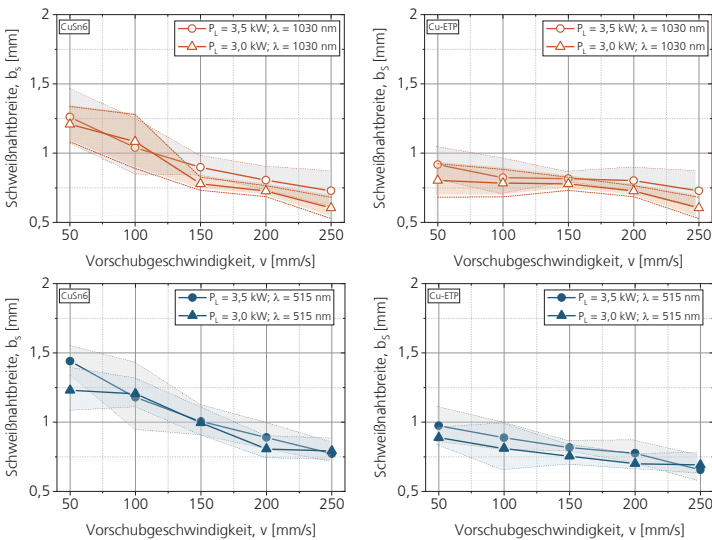 CuSn6
P_L = 3,5 kW; λ = 1030 nm
P_L = 3,0 kW; λ = 1030 nm
Schweißnahtbreite, b_S [mm]
2
1,5
1
0,5
50 100 150 200 250
Vorschubgeschwindigkeit, v [mm/s]
Cu-ETP
P_L = 3,5 kW; λ = 1030 nm
P_L = 3,0 kW; λ = 1030 nm
Schweißnahtbreite, b_S [mm]
2
1,5
1
0,5
50 100 150 200 250
Vorschubgeschwindigkeit, v [mm/s]
CuSn6
P_L = 3,5 kW; λ = 515 nm
P_L = 3,0 kW; λ = 515 nm
Schweißnahtbreite, b_S [mm]
2
1,5
1
0,5
50 100 150 200 250
Vorschubgeschwindigkeit, v [mm/s]
Cu-ETP
P_L = 3,5 kW; λ = 515 nm
P_L = 3,0 kW; λ = 515 nm
Schweißnahtbreite, b_S [mm]
2
1,5
1
0,5
50 100 150 200 250
Vorschubgeschwindigkeit, v [mm/s]